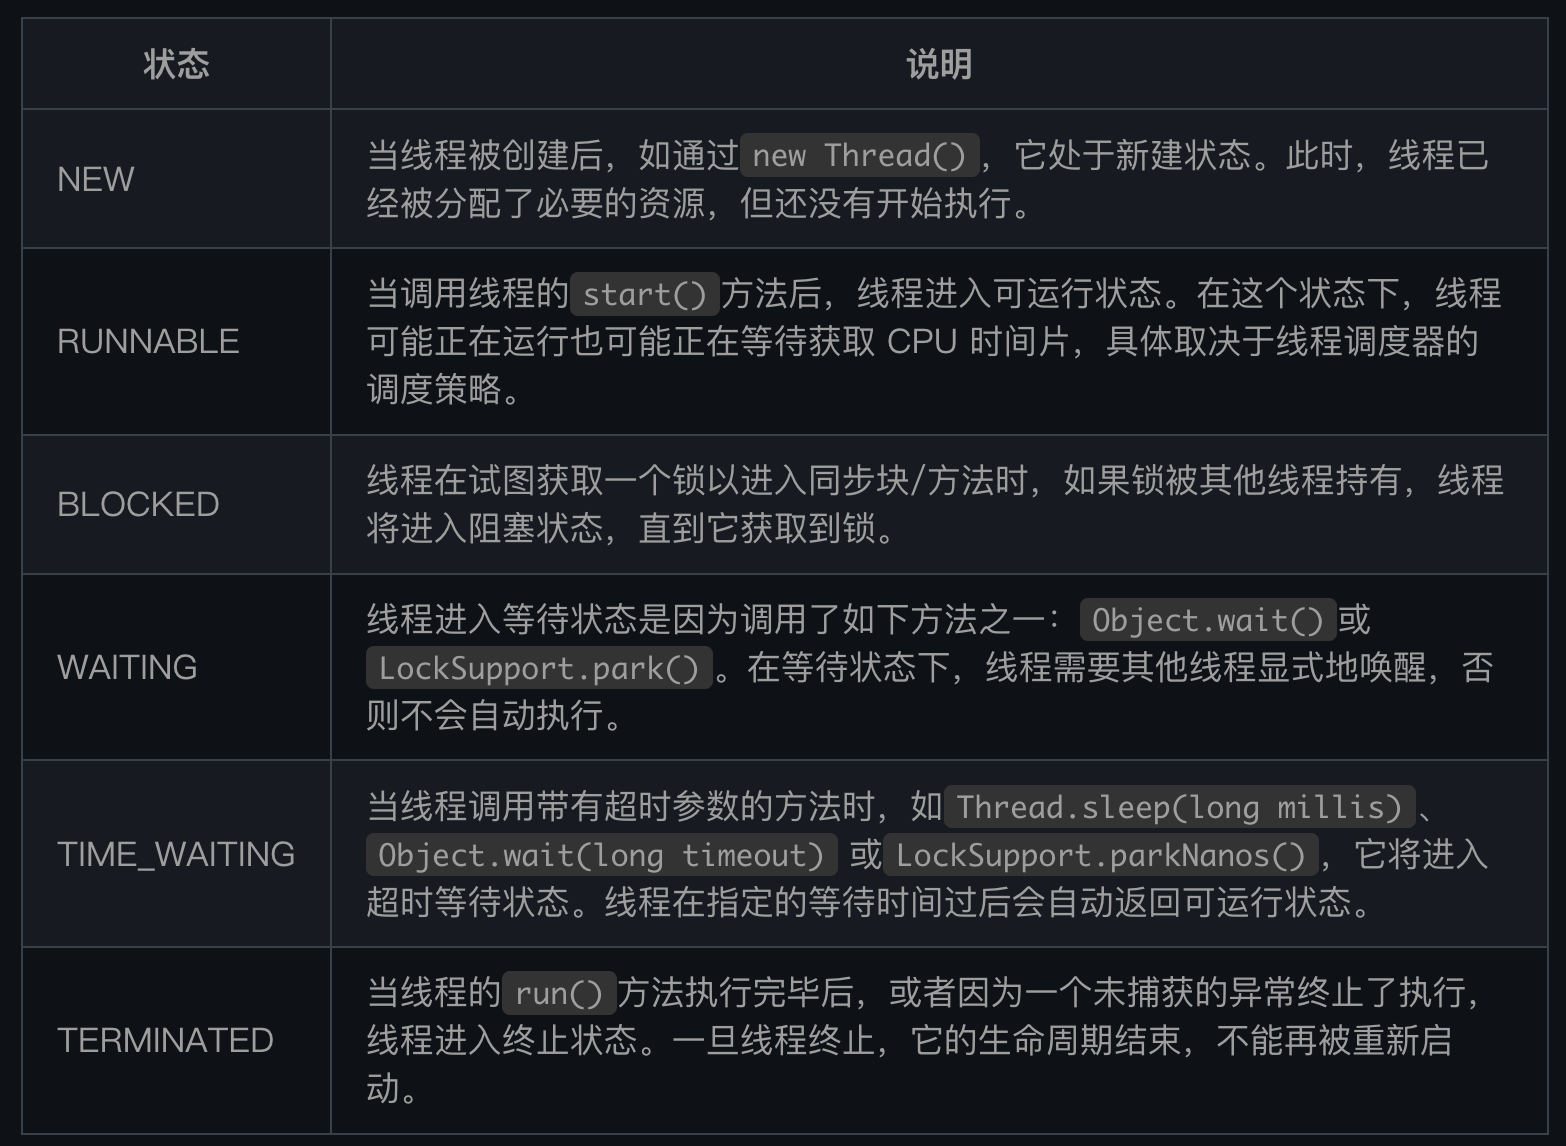 状态
说明
NEW
当线程被创建后，如通过new Thread()，它处于新建状态。此时，线程已
经被分配了必要的资源，但还没有开始执行。
RUNNABLE
当调用线程的start()方法后，线程进入可运行状态。在这个状态下，线程
可能正在运行也可能正在等待获取 CPU 时间片，具体取决于线程调度器的
调度策略。
BLOCKED
线程在试图获取一个锁以进入同步块/方法时，如果锁被其他线程持有，线程
将进入阻塞状态，直到它获取到锁。
WAITING
线程进入等待状态是因为调用了如下方法之一：Object.wait()或
LockSupport.park()。在等待状态下，线程需要其他线程显式地唤醒，否
则不会自动执行。
TIME_WAITING
当线程调用带有超时参数的方法时，如Thread.sleep(long millis)、
Object.wait(long timeout) 或LockSupport.parkNanos()，它将进入
超时等待状态。线程在指定的等待时间过后会自动返回可运行状态。
TERMINATED
当线程的run()方法执行完毕后，或者因为一个未捕获的异常终止了执行，
线程进入终止状态。一旦线程终止，它的生命周期结束，不能再被重新启
动。